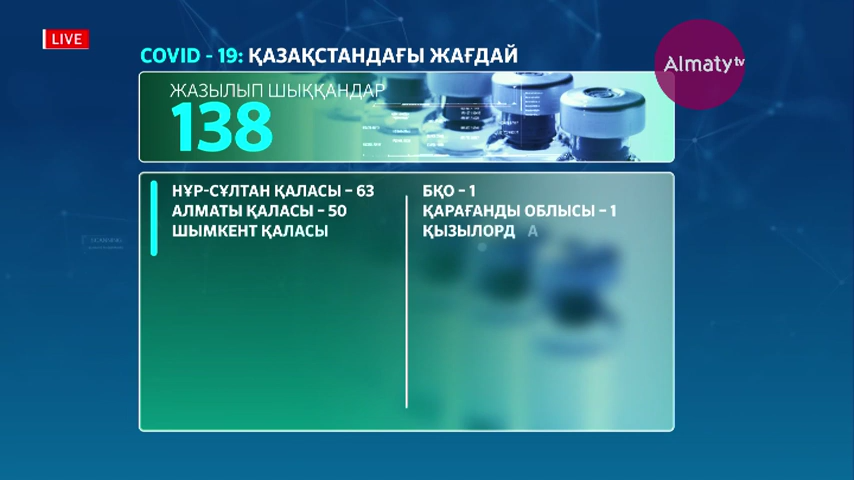 LIVE
COVID - 19: ҚАЗАҚСТАНДАҒЫ ЖАҒДАЙ
Almaty tv
ЖАЗЫЛЫП ШЫҚҚАНДАР
138
НҰР-СҰЛТАН ҚАЛАСЫ – 63
АЛМАТЫ ҚАЛАСЫ – 50
ШЫМКЕНТ ҚАЛАСЫ
БҚО – 1
ҚАРАҒАНДЫ ОБЛЫСЫ – 1
ҚЫЗЫЛОРД А